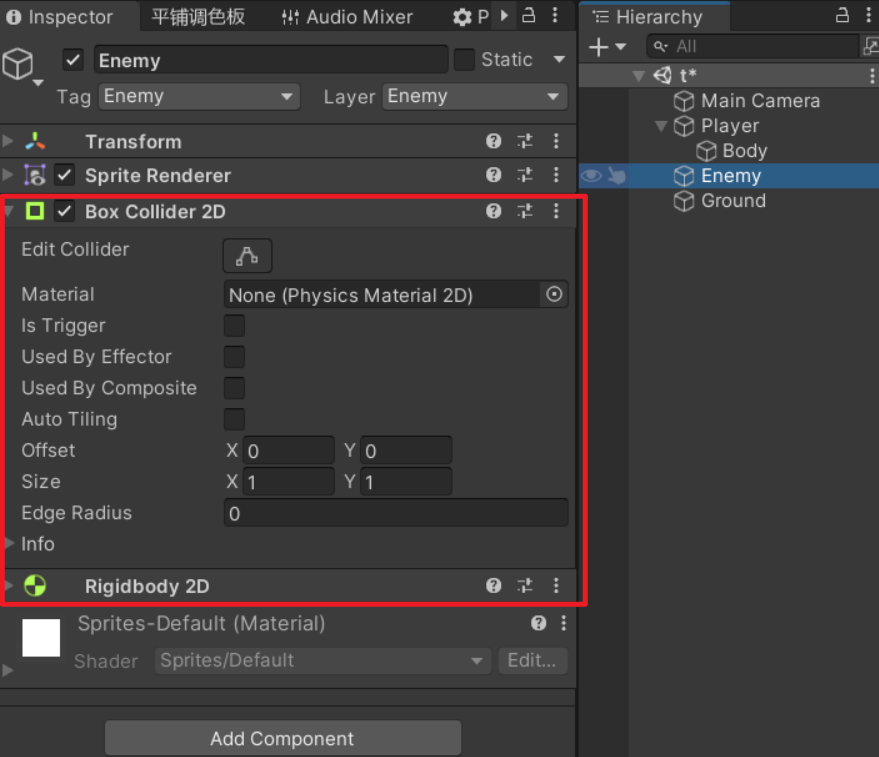 Inspector 平铺调色板 Audio Mixer P
Enemy Static
Tag Enemy Layer Enemy
Transform
Sprite Renderer
Box Collider 2D
Edit Collider
Material None (Physics Material 2D)
Is Trigger
Used By Effector
Used By Composite
Auto Tiling
Offset X 0 Y 0
Size X 1 Y 1
Edge Radius 0
Info
Rigidbody 2D
Sprites-Default (Material)
Shader Sprites/Default Edit...
Add Component
Hierarchy
All
t*
Main Camera
Player
Body
Enemy
Ground